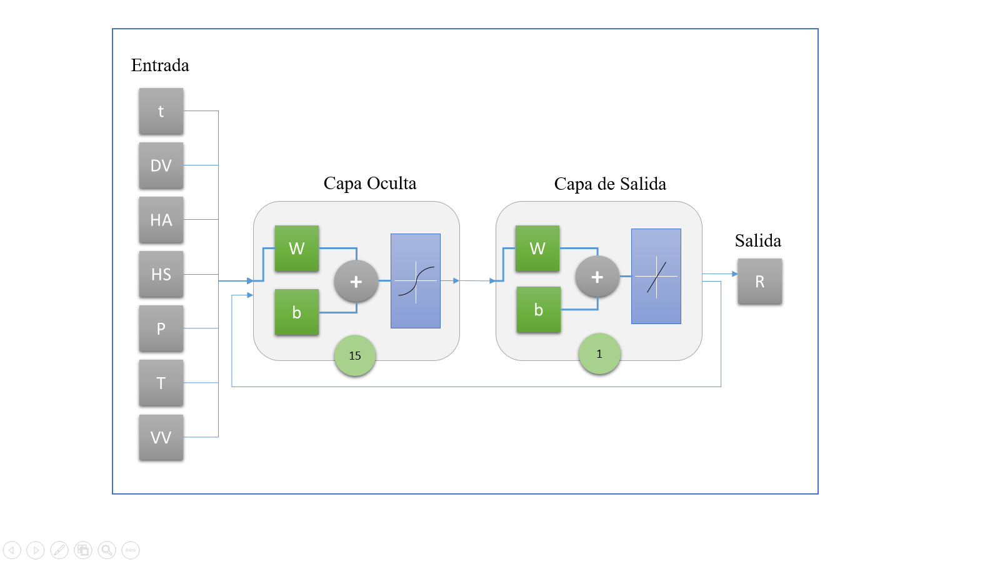 Entrada
t
DV
HA
HS
P
T
VV
Capa Oculta
W
+
b
15
Capa de Salida
W
+
b
1
Salida
R